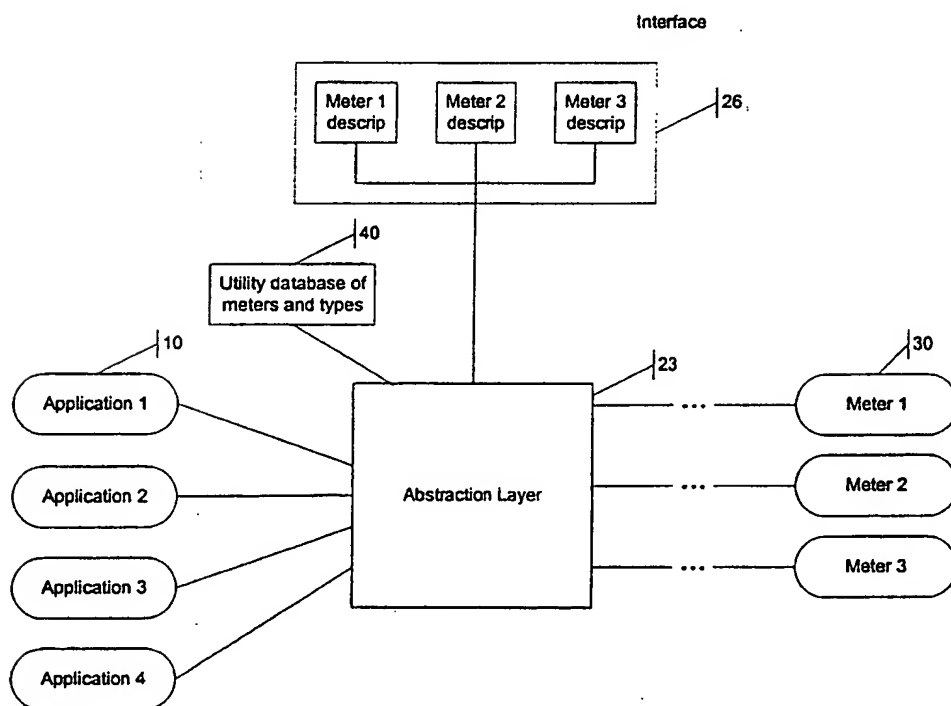 Interface
Meter 1
descrip
Meter 2
descrip
Meter 3
descrip
26
40
Utility database of
meters and types
10
23
30
Application 1
Meter 1
Application 2
Abstraction Layer
...
Meter 2
Application 3
...
Meter 3
Application 4
...